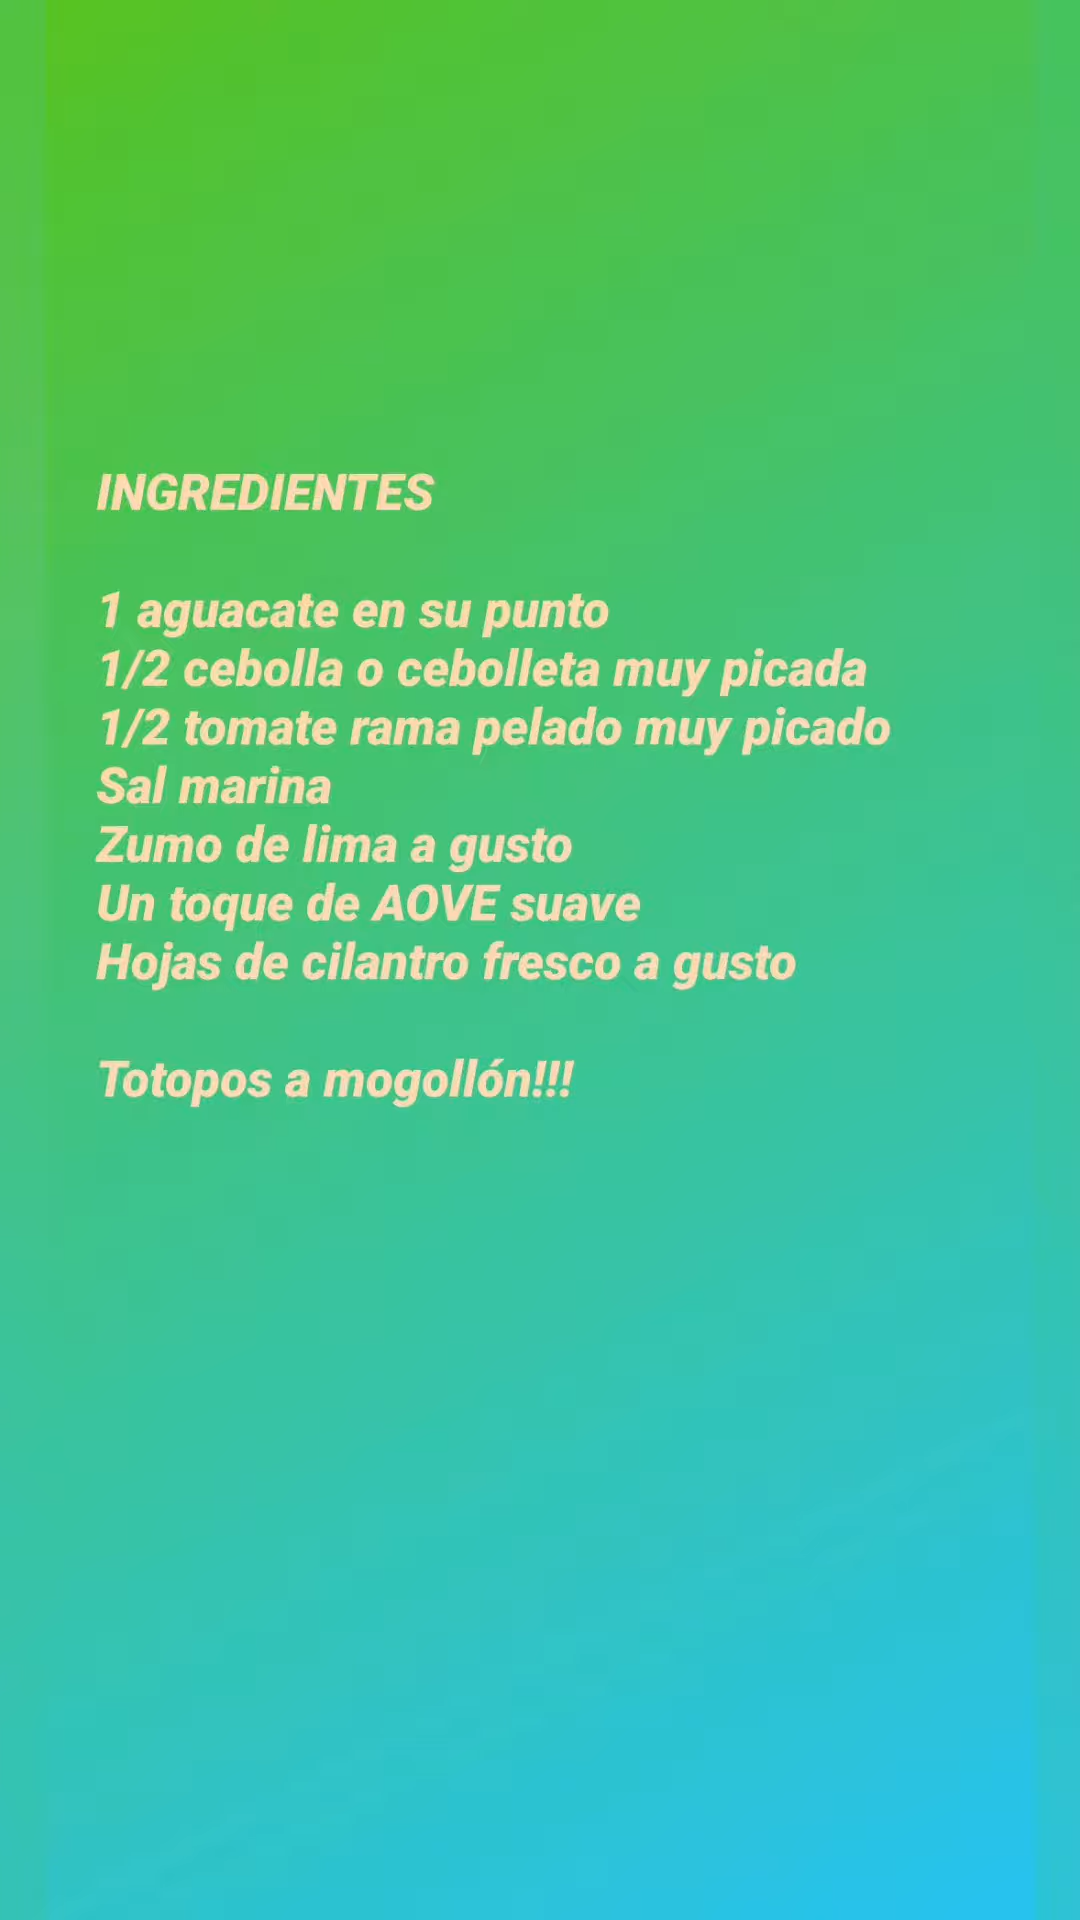 INGREDIENTES
1 aguacate en su punto
1/2 cebolla o cebolleta muy picada
1/2 tomate rama pelado muy picado
Sal marina
Zumo de lima a gusto
Un toque de AOVE suave
Hojas de cilantro fresco a gusto
Totopos a mogollón!!!